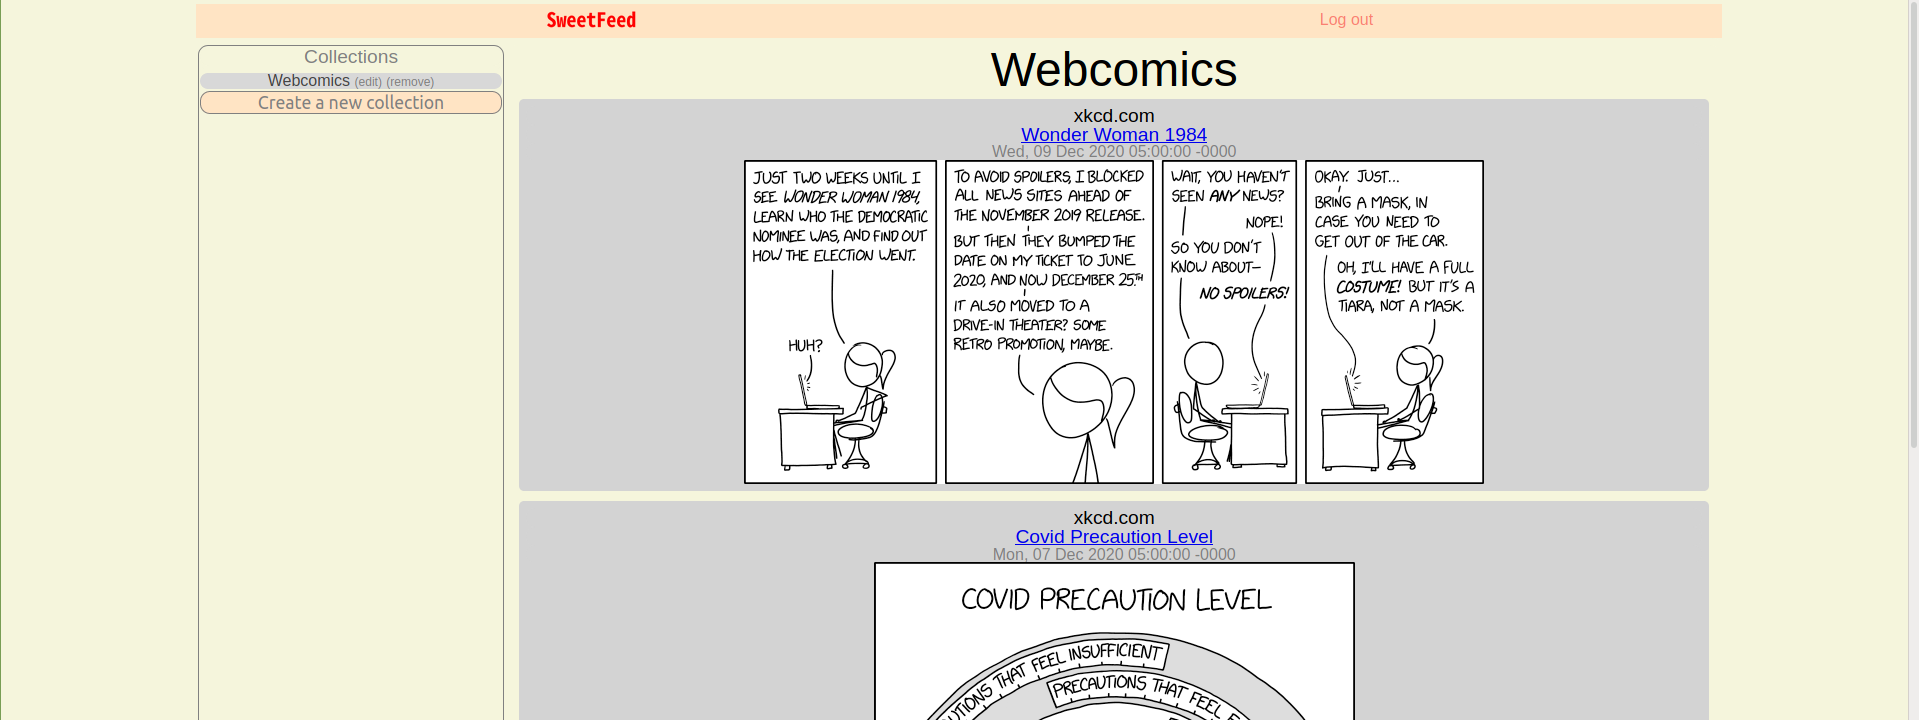 SweetFeed
Log out
Collections
Webcomics (edit) (remove)
Create a new collection
Webcomics
xkcd.com
Wonder Woman 1984
Wed, 09 Dec 2020 05:00:00 -0000
JUST TWO WEEKS UNTIL I
SEE WONDER WOMAN 1984,
LEARN WHO THE DEMOCRATIC
NOMINEE WAS, AND FIND OUT
HOW THE ELECTION WENT.
HUH?
TO AVOID SPOILERS, I BLOCKED
ALL NEWS SITES AHEAD OF
THE NOVEMBER 2019 RELEASE.
BUT THEN THEY BUMPED THE
DATE ON MY TICKET TO JUNE
2020, AND NOW DECEMBER 25TH.
IT ALSO MOVED TO A
DRIVE-IN THEATER? SOME
RETRO PROMOTION, MAYBE.
WAIT, YOU HAVEN'T
SEEN ANY NEWS?
NOPE!
SO YOU DON'T
KNOW ABOUT—
NO SPOILERS!
OKAY. JUST...
BRING A MASK, IN
CASE YOU NEED TO
GET OUT OF THE CAR.
OH, I'LL HAVE A FULL
COSTUME! BUT IT'S A
TIARA, NOT A MASK.
xkcd.com
Covid Precaution Level
Mon, 07 Dec 2020 05:00:00 -0000
COVID PRECAUTION LEVEL
THAT FEEL INSUFFICIENT
PRECAUTIONS THAT FEEL